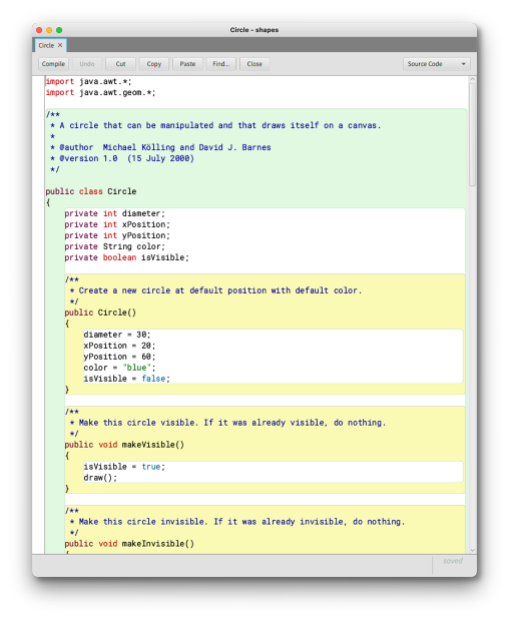 Circle - shapes
Circle ×
Compile Undo Cut Copy Paste Find... Close Source Code
import java.awt.*;
import java.awt.geom.*;
/**
* A circle that can be manipulated and that draws itself on a canvas.
*
* @author  Michael Kölling and David J. Barnes
* @version 1.0  (15 July 2000)
*/
public class Circle
{
private int diameter;
private int xPosition;
private int yPosition;
private String color;
private boolean isVisible;
/**
* Create a new circle at default position with default color.
*/
public Circle()
{
diameter = 30;
xPosition = 20;
yPosition = 60;
color = "blue";
isVisible = false;
}
/**
* Make this circle visible. If it was already visible, do nothing.
*/
public void makeVisible()
{
isVisible = true;
draw();
}
/**
* Make this circle invisible. If it was already invisible, do nothing.
*/
public void makeInvisible()
{
saved